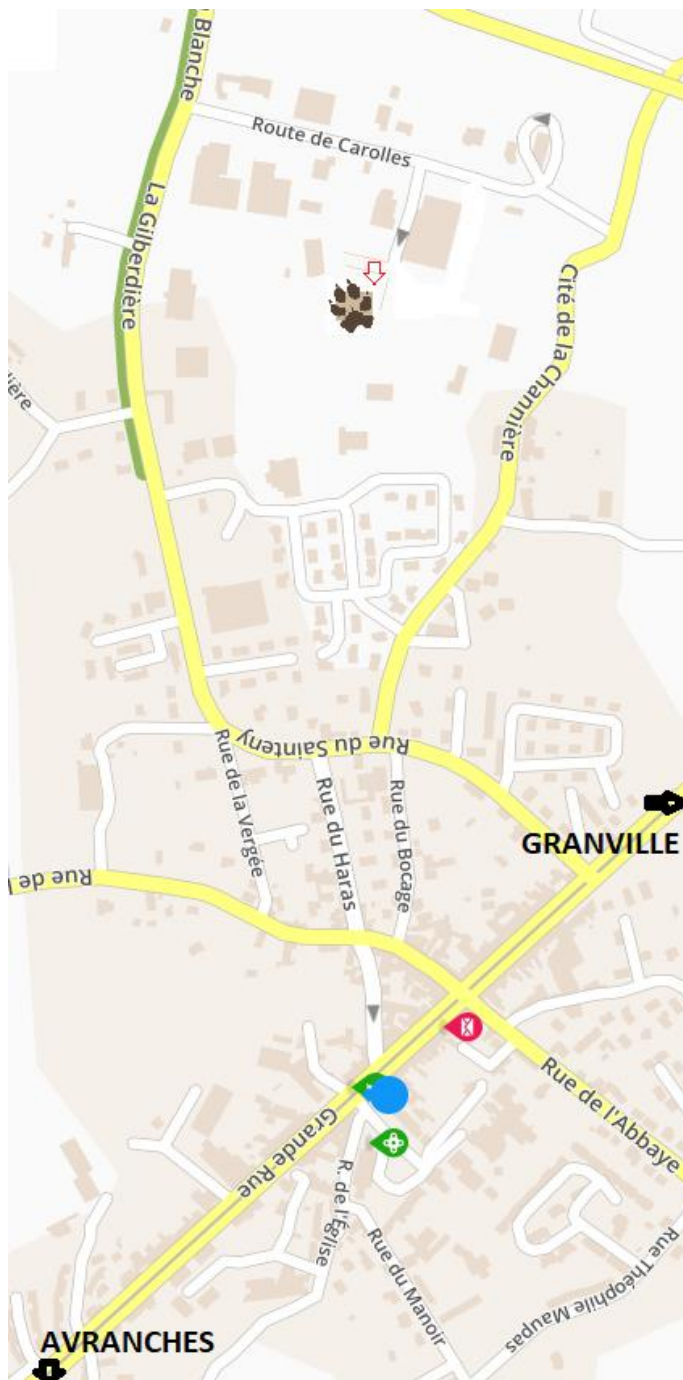 Blanche
Route de Carolles
La Gilberdière
Cité de la Channière
ière
Rue du Sainteny
Rue de la Vergée
Rue du Haras
Rue du Bocage
GRANVILLE
Rue de l
Rue de l'Abbaye
Grande Rue
R. de l'Église
Rue du Manoir
Rue Théophile Maupas
AVRANCHES